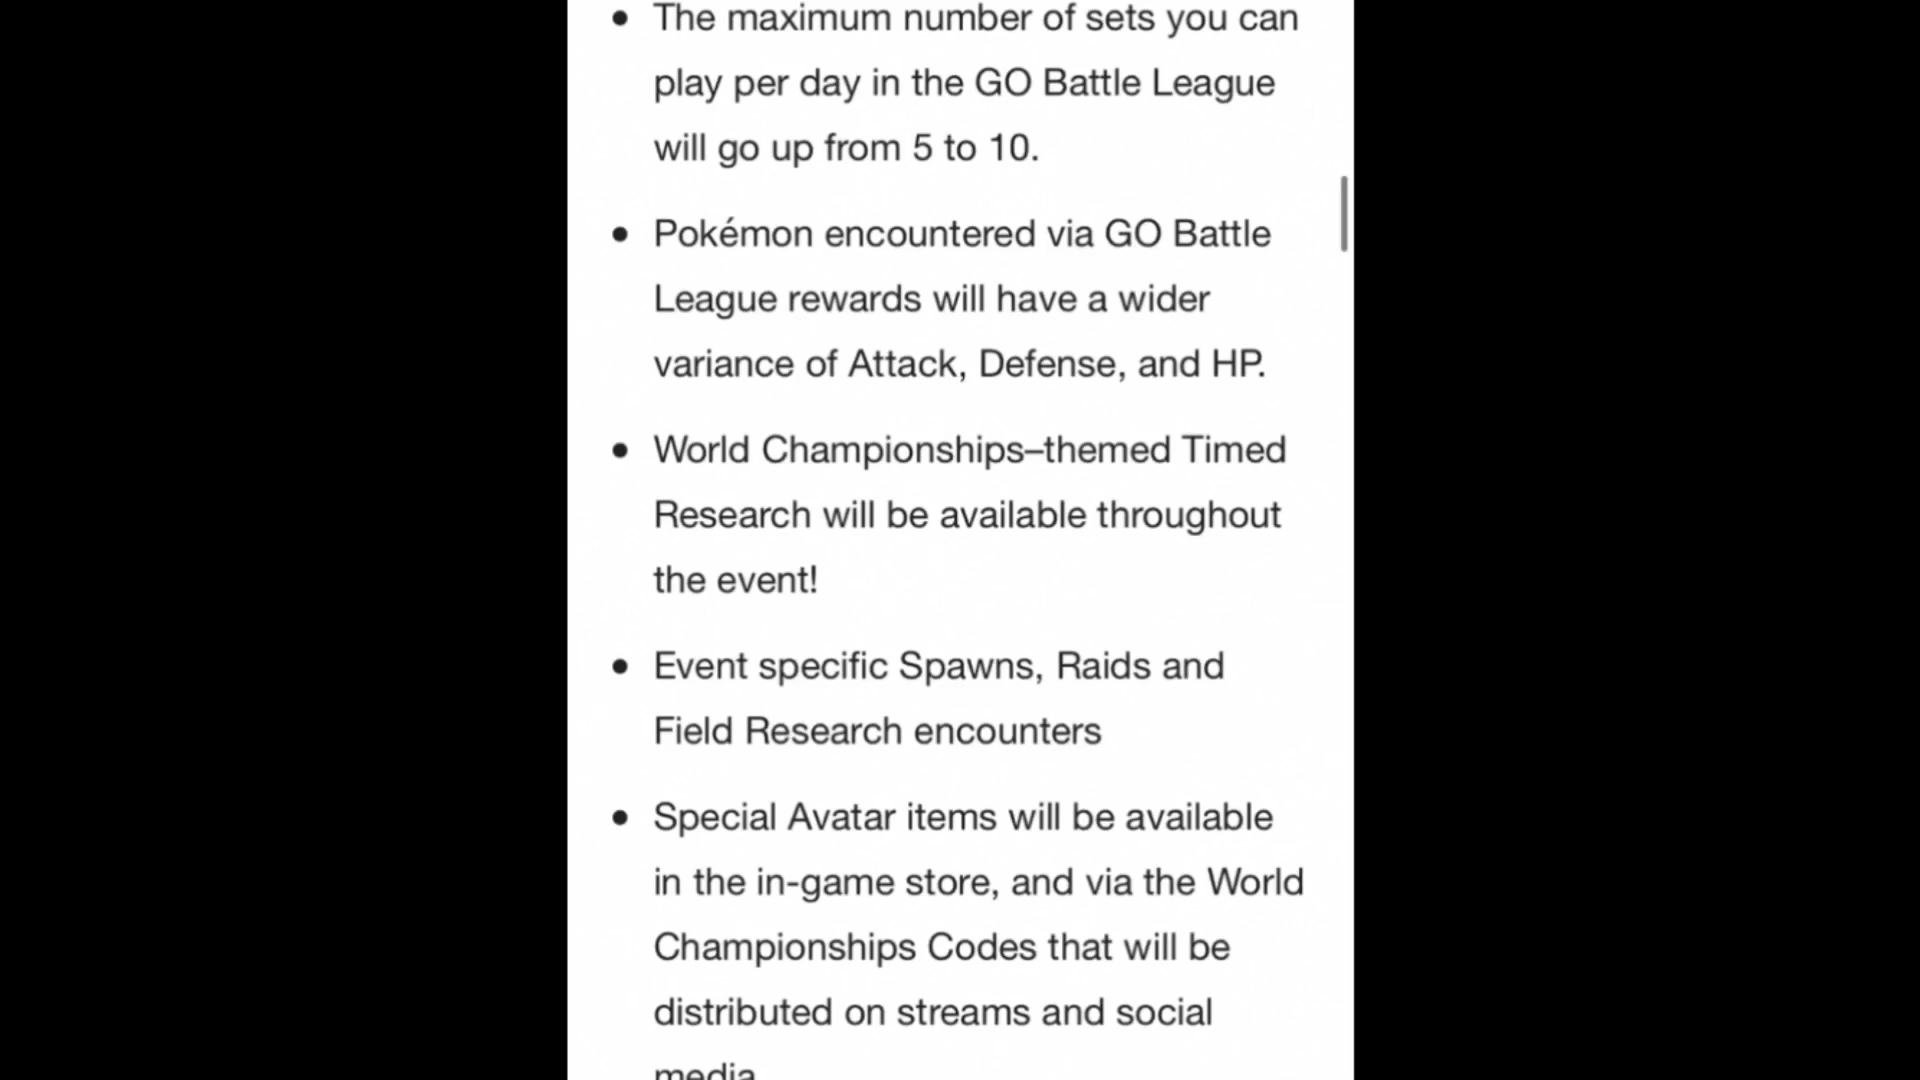 • The maximum number of sets you can
play per day in the GO Battle League
will go up from 5 to 10.
• Pokémon encountered via GO Battle
League rewards will have a wider
variance of Attack, Defense, and HP.
• World Championships–themed Timed
Research will be available throughout
the event!
• Event specific Spawns, Raids and
Field Research encounters
• Special Avatar items will be available
in the in-game store, and via the World
Championships Codes that will be
distributed on streams and social
media